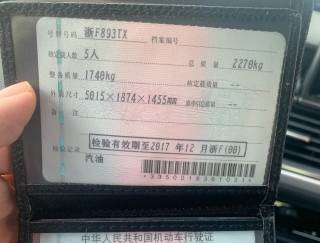 号牌号码 浙F893TX 档案编号
核定载人数 5人 总质量 2270kg
整备质量 1740kg 核定载质量 --
外廓尺寸 5015×1874×1455mm 准牵引总质量 --
备注
检验有效期至2017年12月浙F(00)
检验记录
汽油
中华人民共和国机动车行驶证